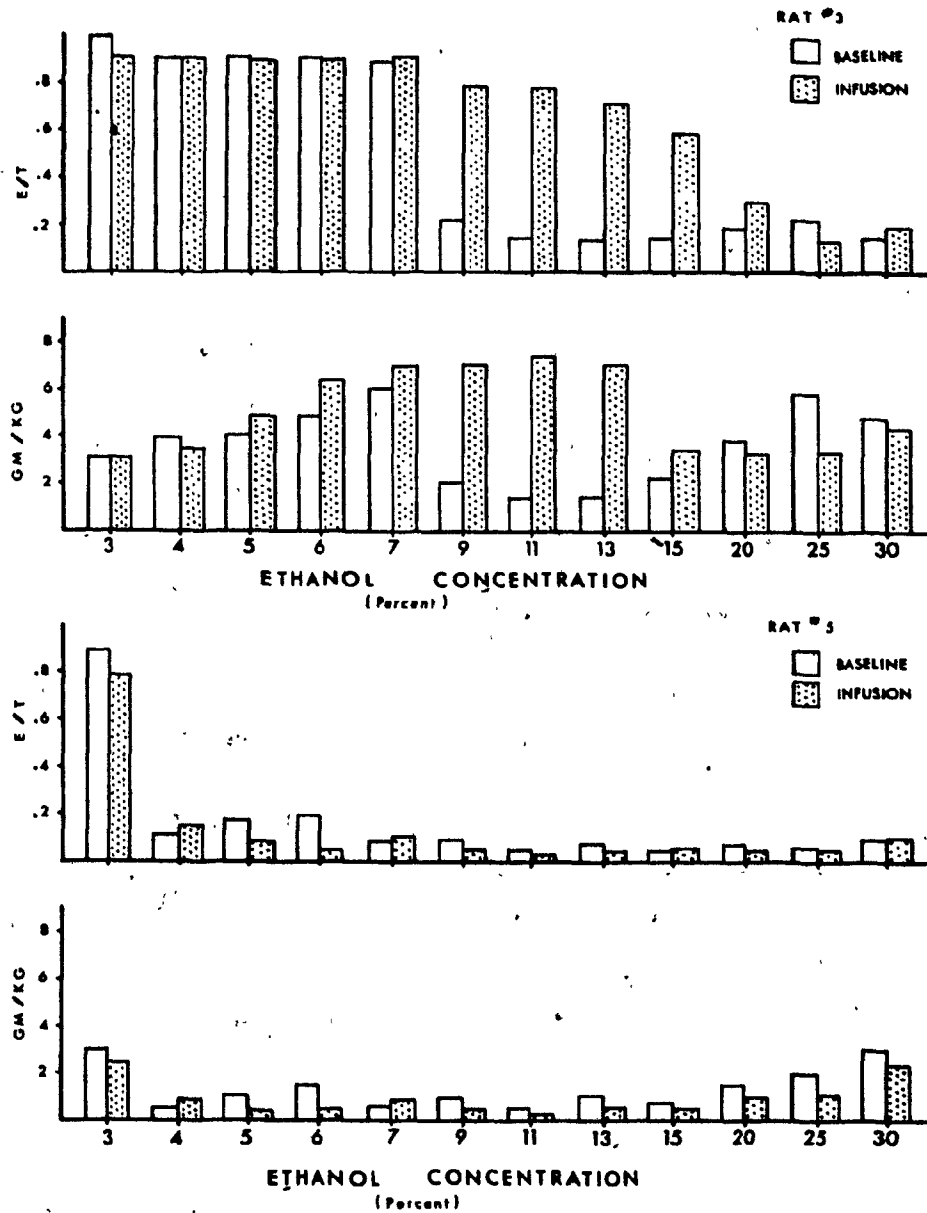 RAT #3
BASELINE
INFUSION
E/T
.8
.6
.4
.2
GM/KG
8
6
4
2
3 4 5 6 7 9 11 13 15 20 25 30
ETHANOL CONCENTRATION
(Percent)
RAT #5
BASELINE
INFUSION
E/T
.8
.6
.4
.2
GM/KG
8
6
4
2
3 4 5 6 7 9 11 13 15 20 25 30
ETHANOL CONCENTRATION
(Percent)